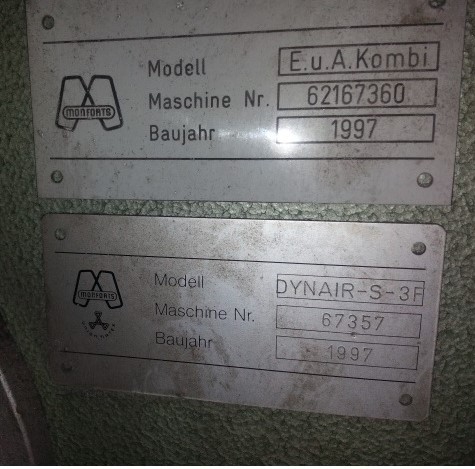 MONFORTS
Modell E.u.A.Kombi
Maschine Nr. 62167360
Baujahr 1997
MONFORTS
Modell DYNAIR-S-3F
Maschine Nr. 67357
Baujahr 1997